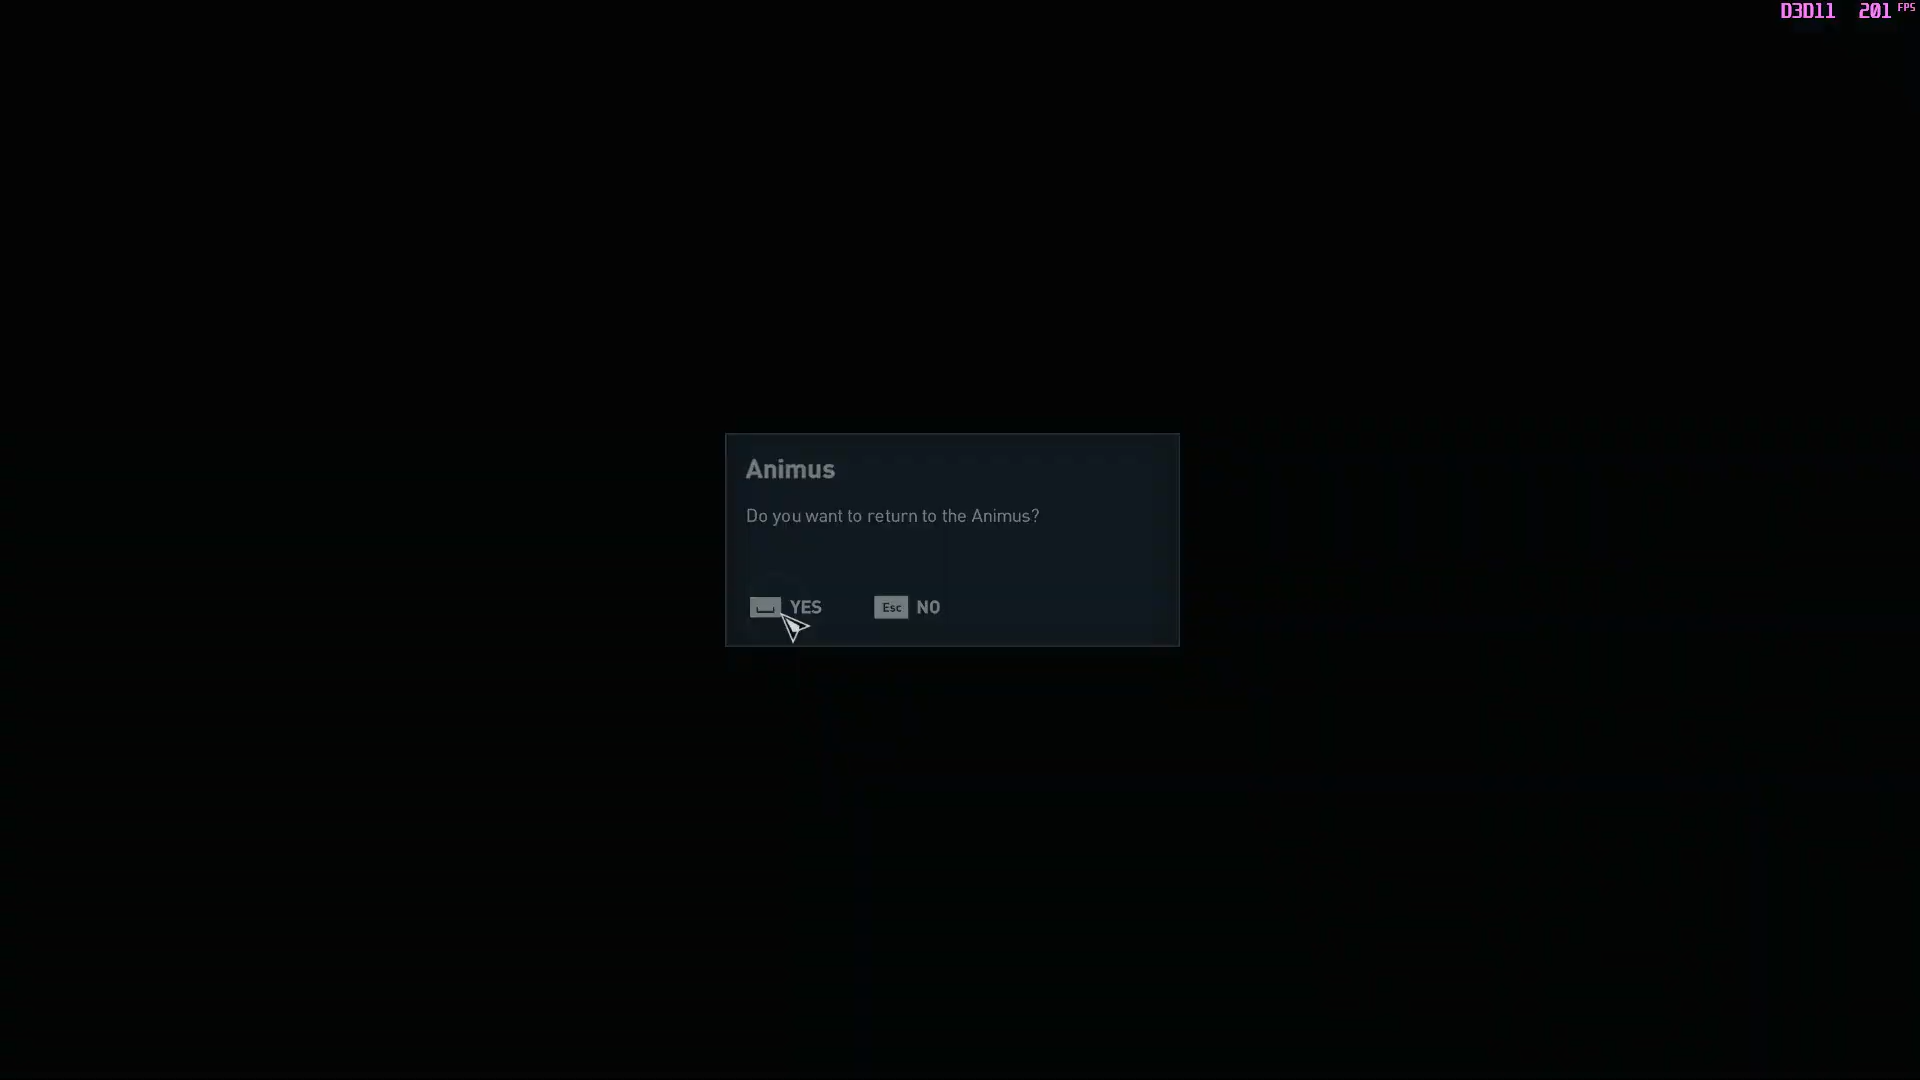 D3D11 201 FPS
Animus
Do you want to return to the Animus?
YES Esc NO